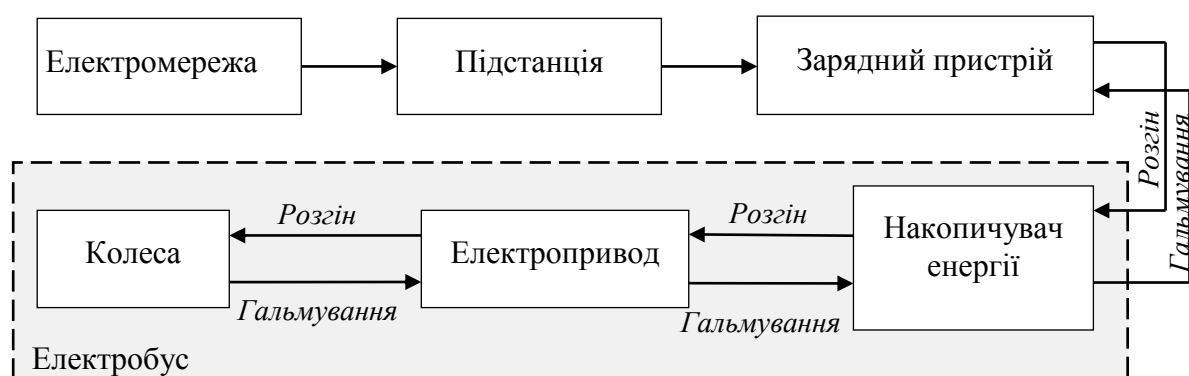 Електромережа
Підстанція
Зарядний пристрій
Розгін
Гальмування
Колеса
Розгін
Гальмування
Електропривод
Розгін
Гальмування
Накопичувач
енергії
Електробус